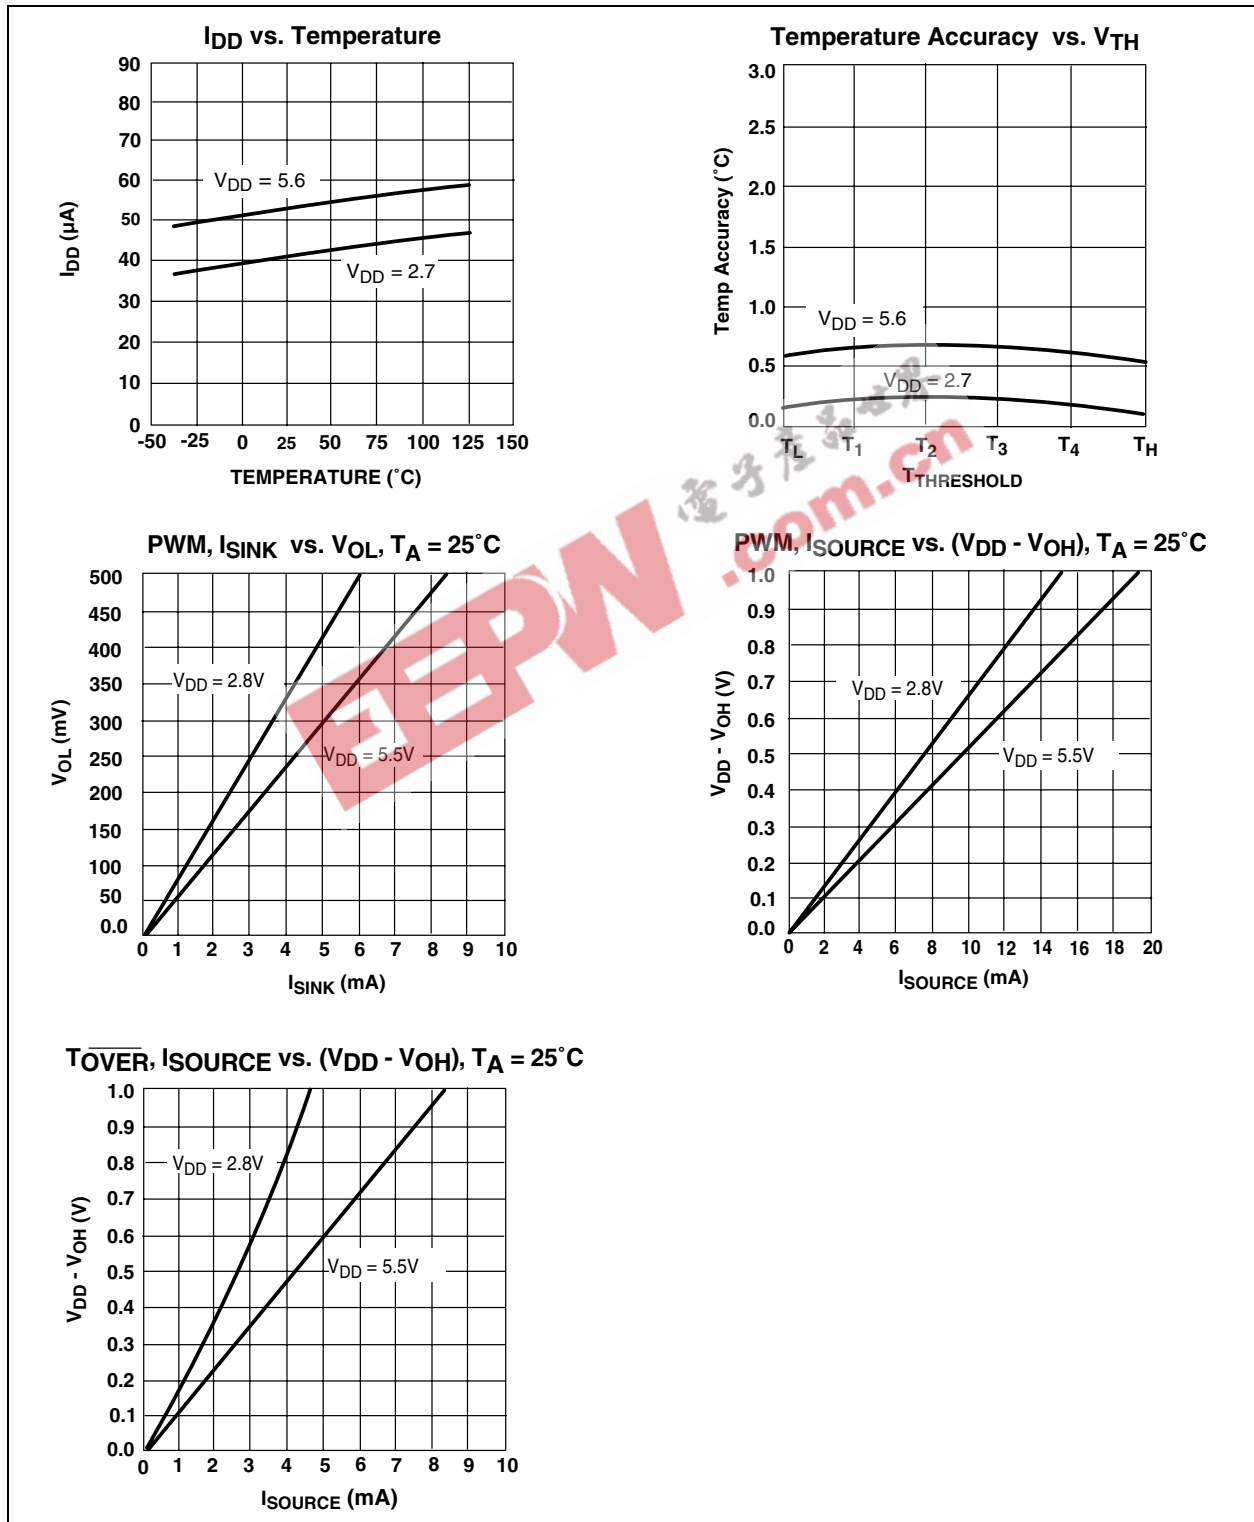 IDD vs. Temperature
90
80
70
60
50
40
30
20
10
0
IDD (µA)
VDD = 5.6
VDD = 2.7
-50 -25 0 25 50 75 100 125 150
TEMPERATURE (˚C)
Temperature Accuracy vs. VTH
3.0
2.5
2.0
1.5
1.0
0.5
0.0
Temp Accuracy (˚C)
VDD = 5.6
VDD = 2.7
TL T1 T2 T3 T4 TH
TTHRESHOLD
PWM, ISINK vs. VOL, TA = 25˚C
500
450
400
350
300
250
200
150
100
50
0.0
VOL (mV)
VDD = 2.8V
VDD = 5.5V
0 1 2 3 4 5 6 7 8 9 10
ISINK (mA)
PWM, ISOURCE vs. (VDD - VOH), TA = 25˚C
1.0
0.9
0.8
0.7
0.6
0.5
0.4
0.3
0.2
0.1
0.0
VDD - VOH (V)
VDD = 2.8V
VDD = 5.5V
0 2 4 6 8 10 12 14 16 18 20
ISOURCE (mA)
TOVER, ISOURCE vs. (VDD - VOH), TA = 25˚C
1.0
0.9
0.8
0.7
0.6
0.5
0.4
0.3
0.2
0.1
0.0
VDD - VOH (V)
VDD = 2.8V
VDD = 5.5V
0 1 2 3 4 5 6 7 8 9 10
ISOURCE (mA)
EEPW
.com.cn
電子產品世界